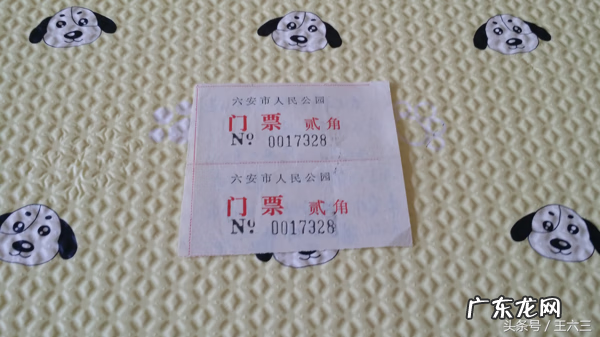 六安市人民公园
门票 贰角
Nº 0017328
六安市人民公园
门票 贰角
Nº 0017328
广东龙网
头条号／王六三